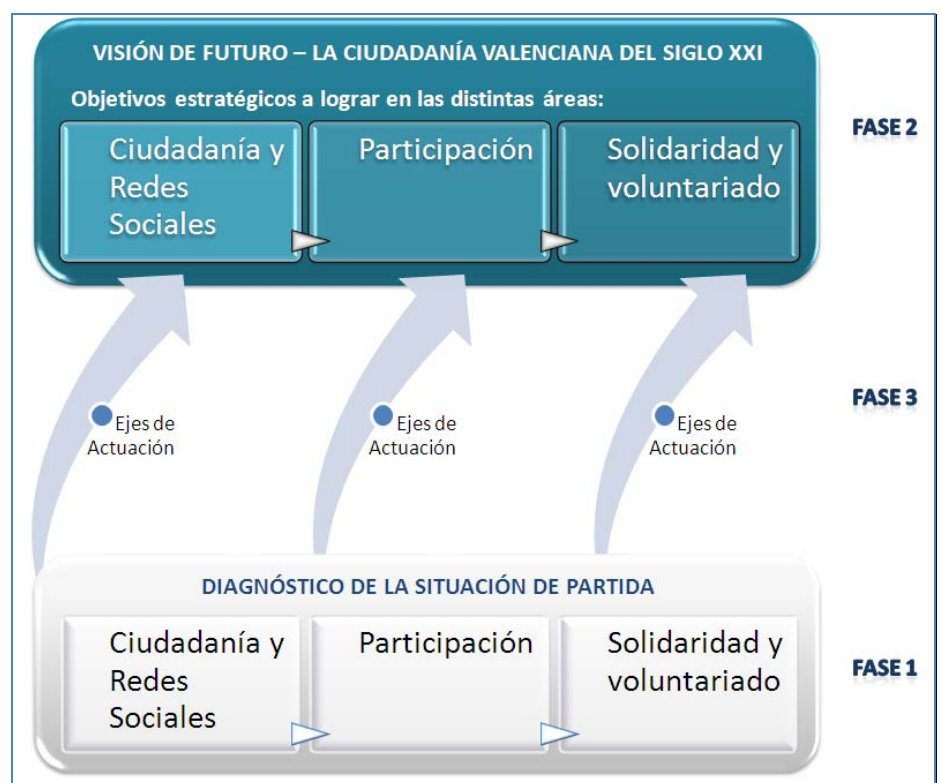 VISIÓN DE FUTURO – LA CIUDADANÍA VALENCIANA DEL SIGLO XXI
Objetivos estratégicos a lograr en las distintas áreas:
Ciudadanía y
Redes
Sociales
Participación
Solidaridad y
voluntariado
FASE 2
Ejes de
Actuación
Ejes de
Actuación
Ejes de
Actuación
FASE 3
DIAGNÓSTICO DE LA SITUACIÓN DE PARTIDA
Ciudadanía y
Redes
Sociales
Participación
Solidaridad y
voluntariado
FASE 1